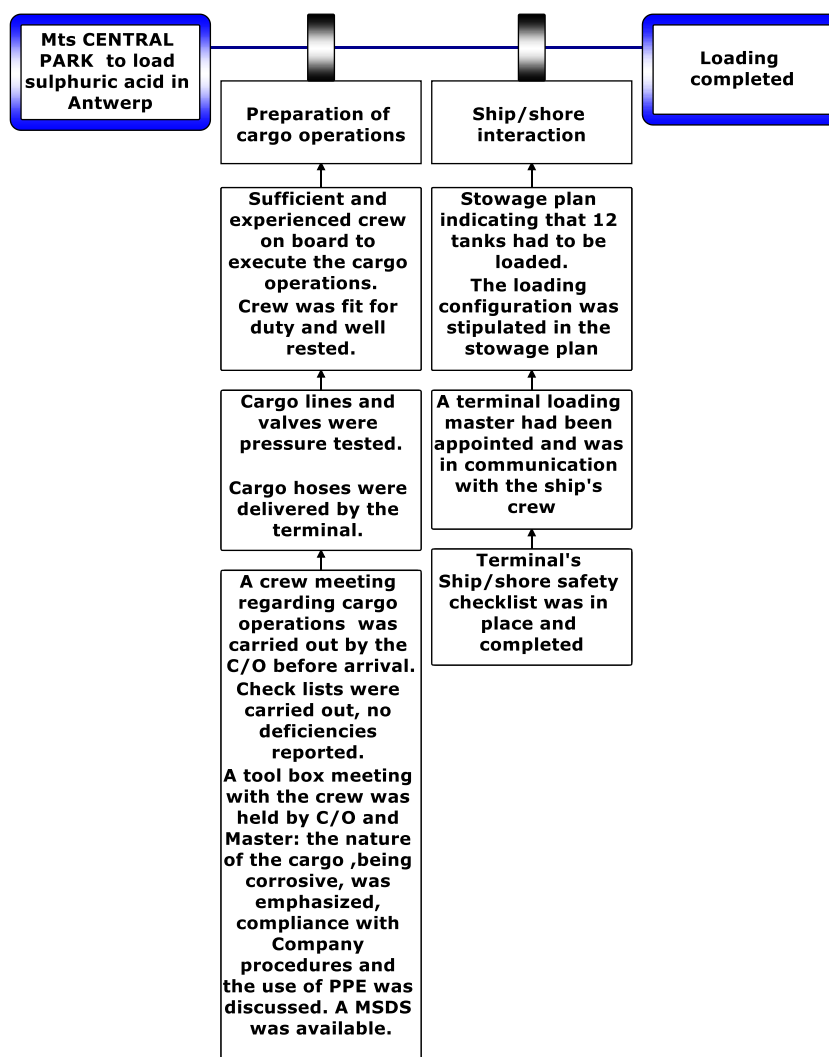 Mts CENTRAL
PARK  to load
sulphuric acid in
Antwerp
Preparation of
cargo operations
Sufficient and
experienced crew
on board to
execute the cargo
operations.
Crew was fit for
duty and well
rested.
Cargo lines and
valves were
pressure tested.
Cargo hoses were
delivered by the
terminal.
A crew meeting
regarding cargo
operations  was
carried out by the
C/O before arrival.
Check lists were
carried out, no
deficiencies
reported.
A tool box meeting
with the crew was
held by C/O and
Master: the nature
of the cargo ,being
corrosive, was
emphasized,
compliance with
Company
procedures and
the use of PPE was
discussed. A MSDS
was available.
Ship/shore
interaction
Stowage plan
indicating that 12
tanks had to be
loaded.
The loading
configuration was
stipulated in the
stowage plan
A terminal loading
master had been
appointed and was
in communication
with the ship's
crew
Terminal's
Ship/shore safety
checklist was in
place and
completed
Loading
completed